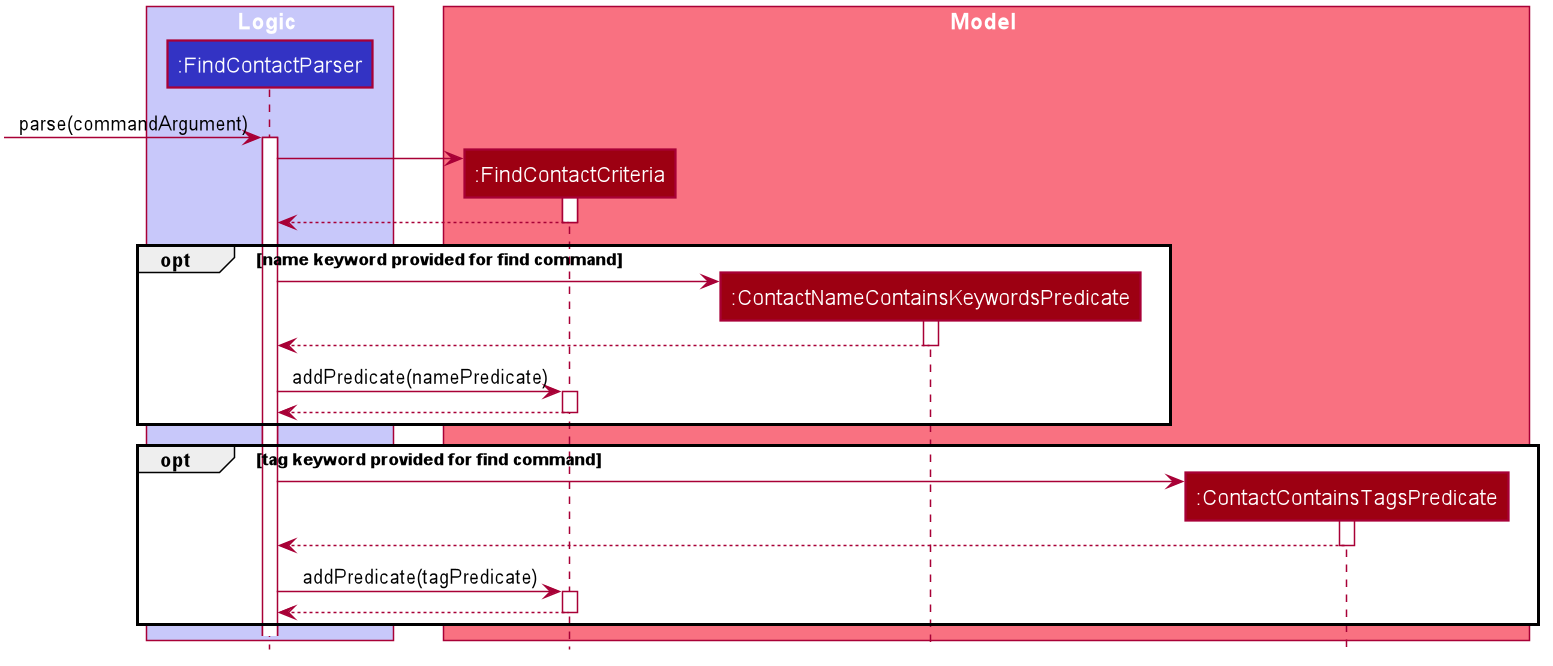 Logic
Model
:FindContactParser
parse(commandArgument)
:FindContactCriteria
opt
[name keyword provided for find command]
:ContactNameContainsKeywordsPredicate
addPredicate(namePredicate)
opt
[tag keyword provided for find command]
:ContactContainsTagsPredicate
addPredicate(tagPredicate)